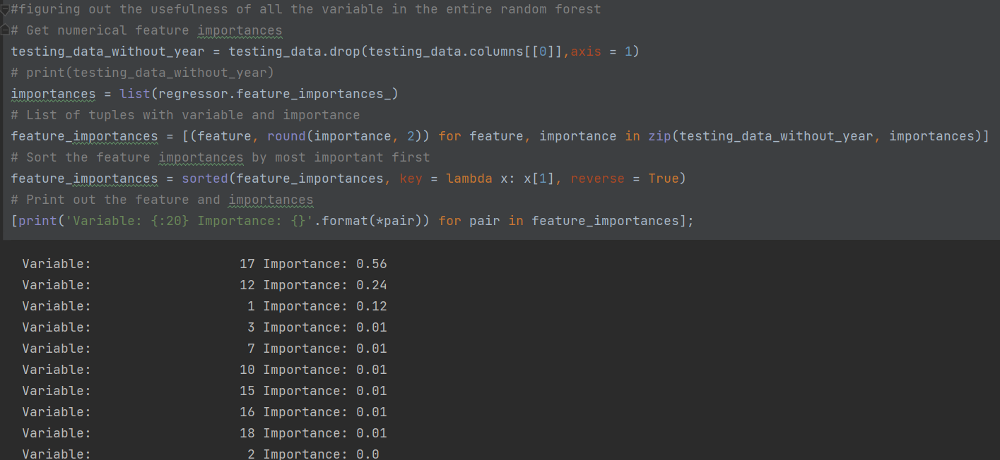 #figuring out the usefulness of all the variable in the entire random forest
# Get numerical feature importances
testing_data_without_year = testing_data.drop(testing_data.columns[[0]],axis = 1)
# print(testing_data_without_year)
importances = list(regressor.feature_importances_)
# List of tuples with variable and importance
feature_importances = [(feature, round(importance, 2)) for feature, importance in zip(testing_data_without_year, importances)]
# Sort the feature importances by most important first
feature_importances = sorted(feature_importances, key = lambda x: x[1], reverse = True)
# Print out the feature and importances
[print('Variable: {:20} Importance: {}'.format(*pair)) for pair in feature_importances];
Variable:                   17 Importance: 0.56
Variable:                   12 Importance: 0.24
Variable:                    1 Importance: 0.12
Variable:                    3 Importance: 0.01
Variable:                    7 Importance: 0.01
Variable:                   10 Importance: 0.01
Variable:                   15 Importance: 0.01
Variable:                   16 Importance: 0.01
Variable:                   18 Importance: 0.01
Variable:                    2 Importance: 0.0